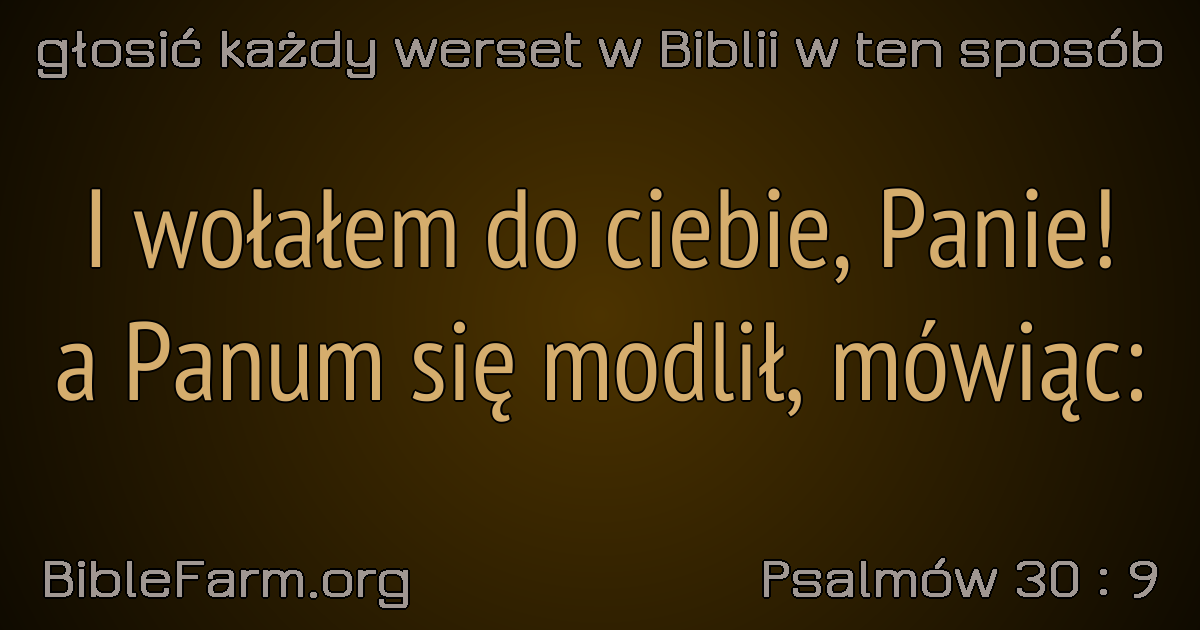 głosić każdy werset w Biblii w ten sposób
I wołałem do ciebie, Panie!
a Panum się modlił, mówiąc:
BibleFarm.org
Psalmów 30 : 9